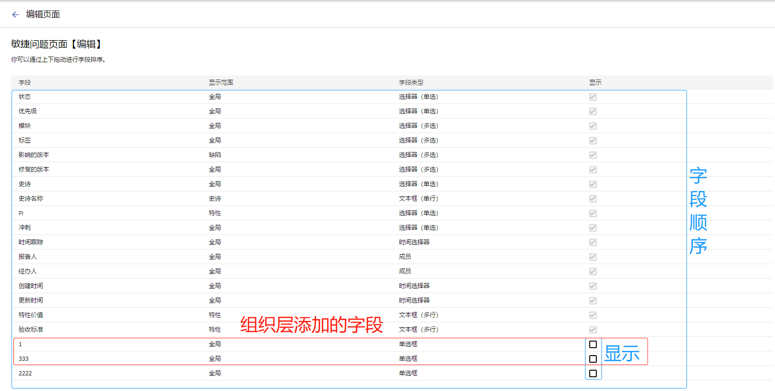 ← 编辑页面
敏捷问题页面【编辑】
你可以通过上下拖动进行字段排序。
字段 显示范围 字段类型 显示
状态 全局 选择器（单选）
优先级 全局 选择器（单选）
模块 全局 选择器（多选）
标签 全局 选择器（多选）
影响的版本 缺陷 选择器（多选）
修复的版本 全局 选择器（多选）
史诗 全局 选择器（单选）
史诗名称 史诗 文本框（单行）
PI 特性 选择器（单选）
冲刺 全局 选择器（单选）
时间跟踪 全局 时间选择器
报告人 全局 成员
经办人 全局 成员
创建时间 全局 时间选择器
更新时间 全局 时间选择器
特性价值 特性 文本框（多行）
验收标准 特性 文本框（多行）
1 全局 单选框
333 全局 单选框
2222 全局 单选框
组织层添加的字段
显示
字段顺序